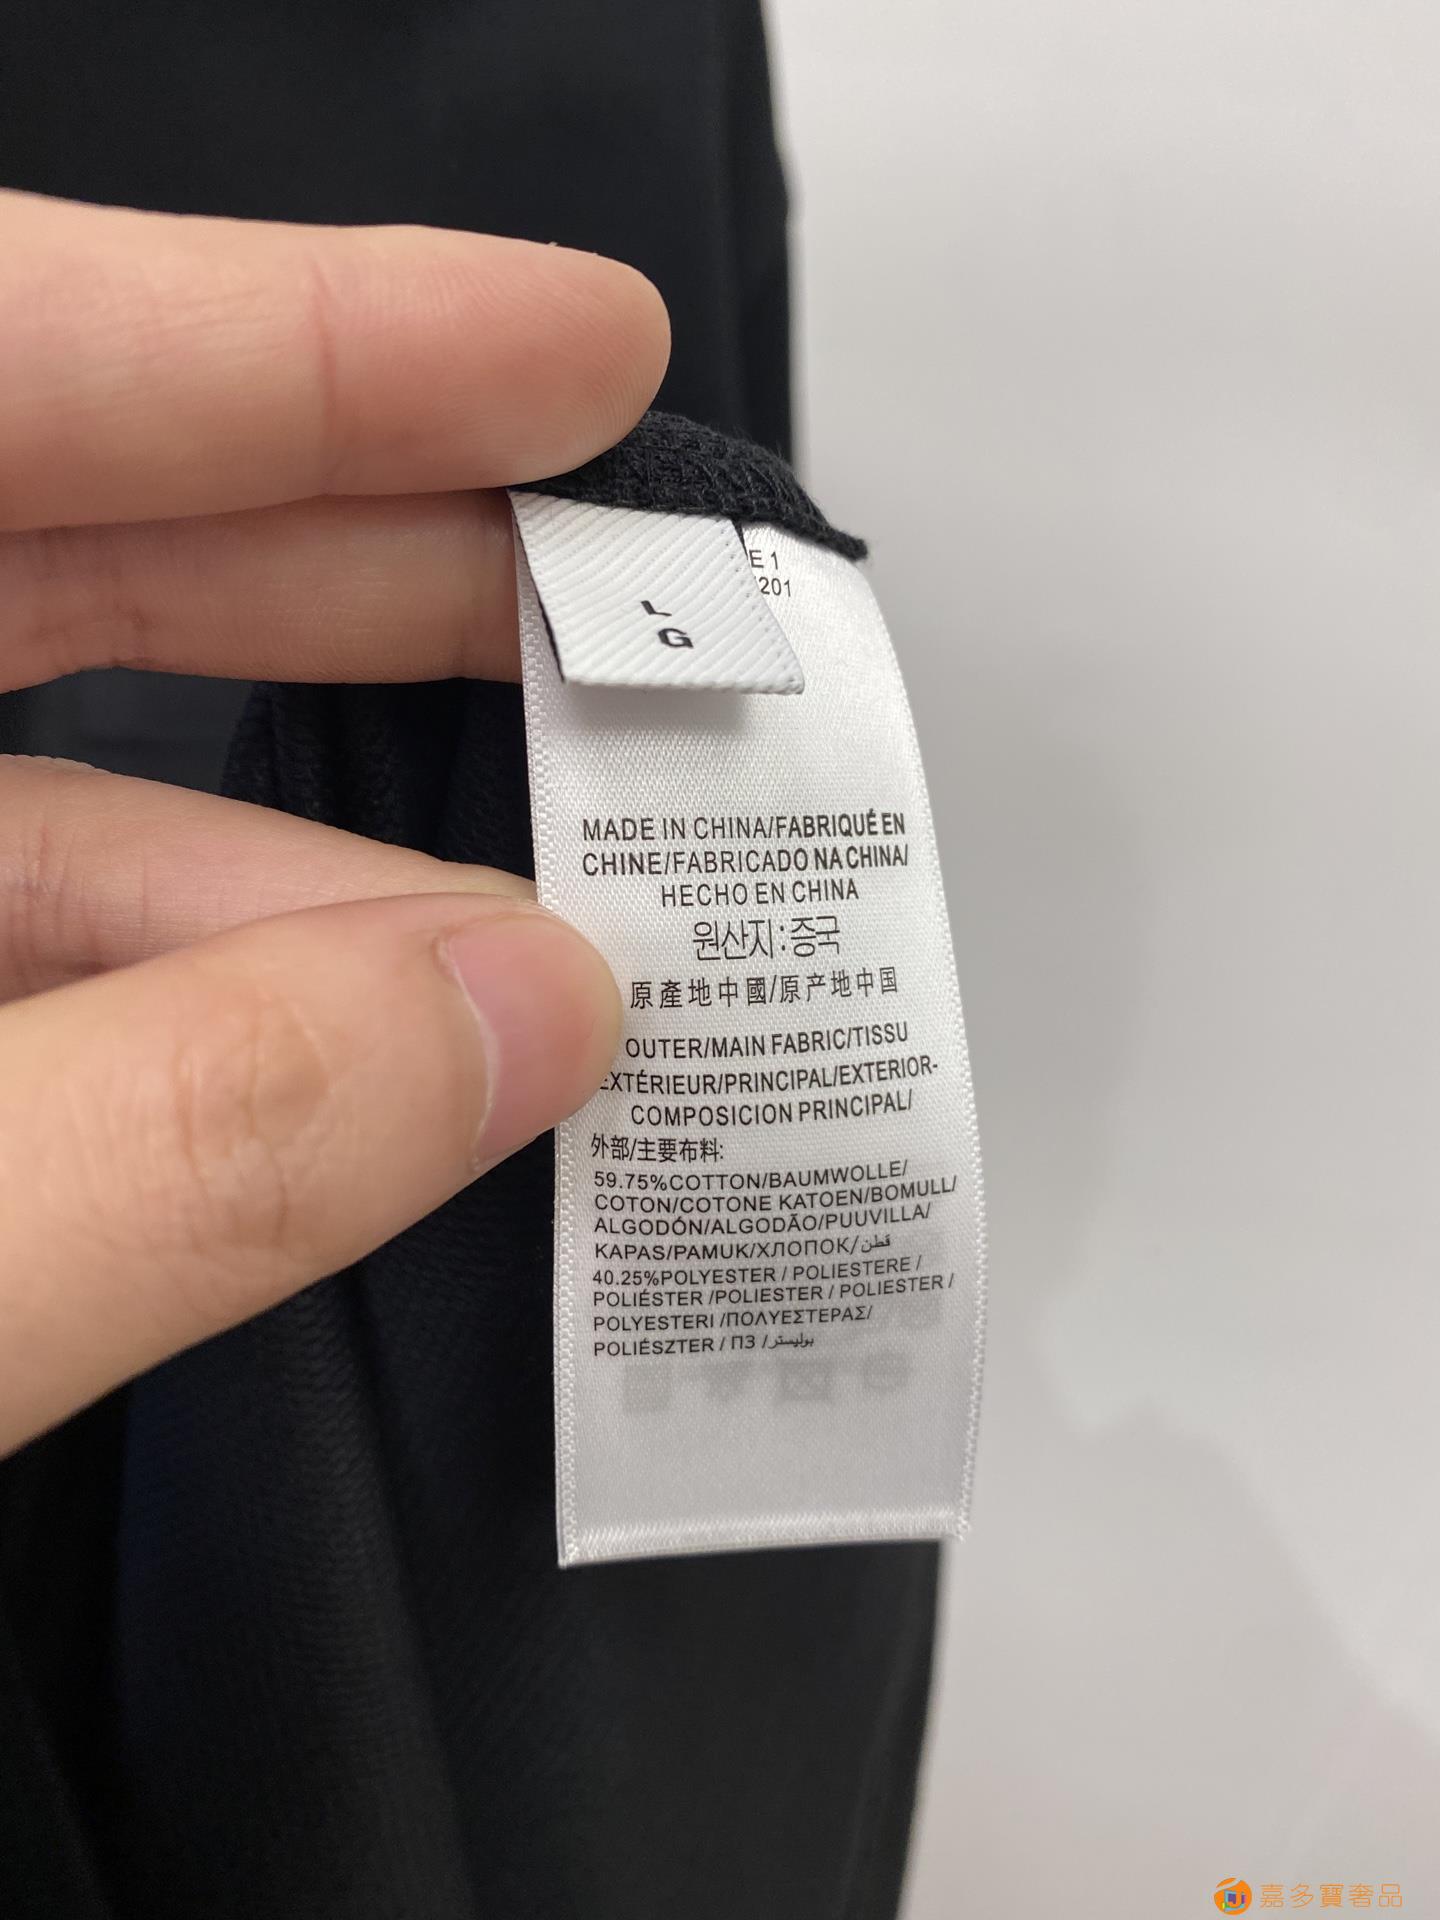 E 1
201
L
G
MADE IN CHINA/FABRIQUÉ EN
CHINE/FABRICADO NA CHINA/
HECHO EN CHINA
원산지:중국
原產地中國/原产地中国
OUTER/MAIN FABRIC/TISSU
EXTÉRIEUR/PRINCIPAL/EXTERIOR-
COMPOSICION PRINCIPAL/
外部/主要布料:
59.75%COTTON/BAUMWOLLE/
COTON/COTONE KATOEN/BOMULL/
ALGODÓN/ALGODÃO/PUUVILLA/
KAPAS/PAMUK/ХЛОПОК/قطن
40.25%POLYESTER / POLIESTERE /
POLIÉSTER /POLIESTER / POLIESTER /
POLYESTERI /ΠΟΛΥΕΣΤΕΡΑΣ/
POLIÉSZTER / ПЗ /بوليستر
嘉多寶奢品